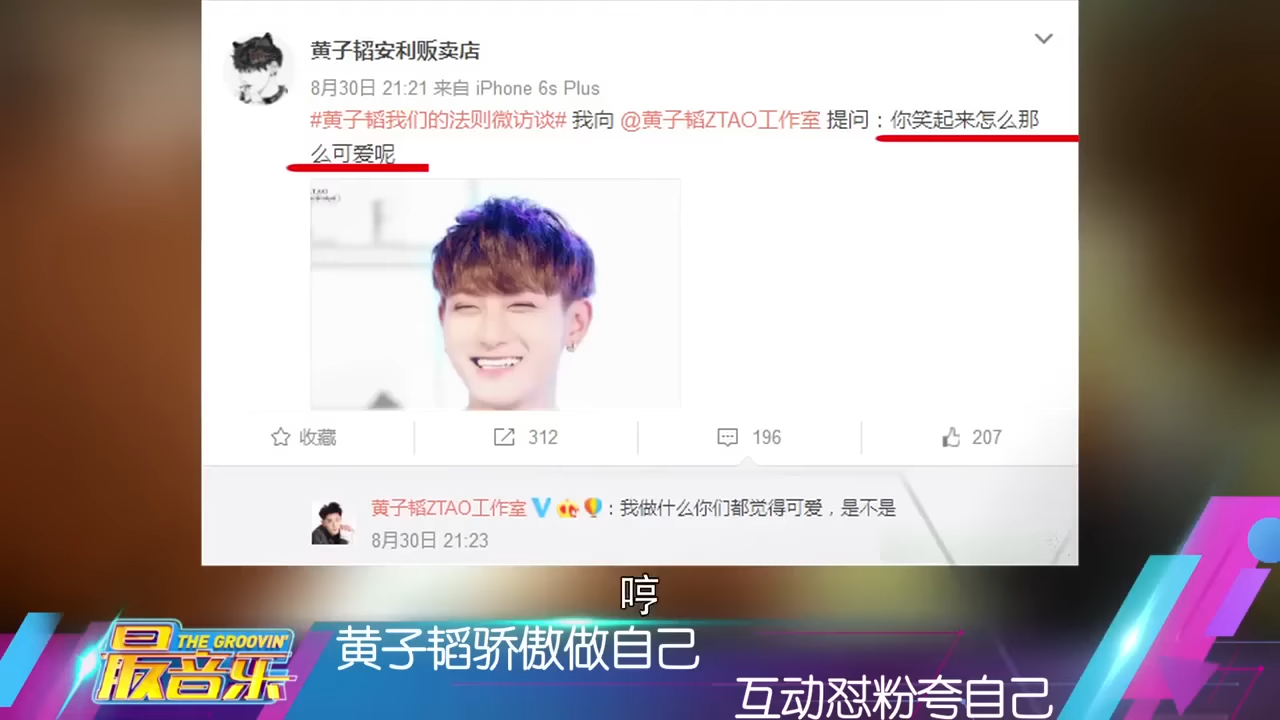 黄子韬安利贩卖店
8月30日 21:21 来自 iPhone 6s Plus
#黄子韬我们的法则微访谈# 我向 @黄子韬ZTAO工作室 提问：你笑起来怎么那
么可爱呢
收藏
312
196
207
黄子韬ZTAO工作室：我做什么你们都觉得可爱，是不是
8月30日 21:23
哼
最音乐 THE GROOVIN'
黄子韬骄傲做自己
互动怼粉夸自己